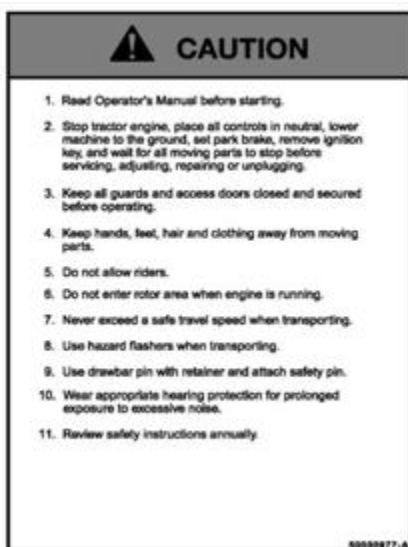 CAUTION
1. Read Operator's Manual before starting.
2. Stop tractor engine, place all controls in neutral, lower
machine to the ground, set park brake, remove ignition
key, and wait for all moving parts to stop before
servicing, adjusting, repairing or unplugging.
3. Keep all guards and access doors closed and secured
before operating.
4. Keep hands, feet, hair and clothing away from moving
parts.
5. Do not allow riders.
6. Do not enter rotor area when engine is running.
7. Never exceed a safe travel speed when transporting.
8. Use hazard flashers when transporting.
9. Use drawbar pin with retainer and attach safety pin.
10. Wear appropriate hearing protection for prolonged
exposure to excessive noise.
11. Review safety instructions annually.